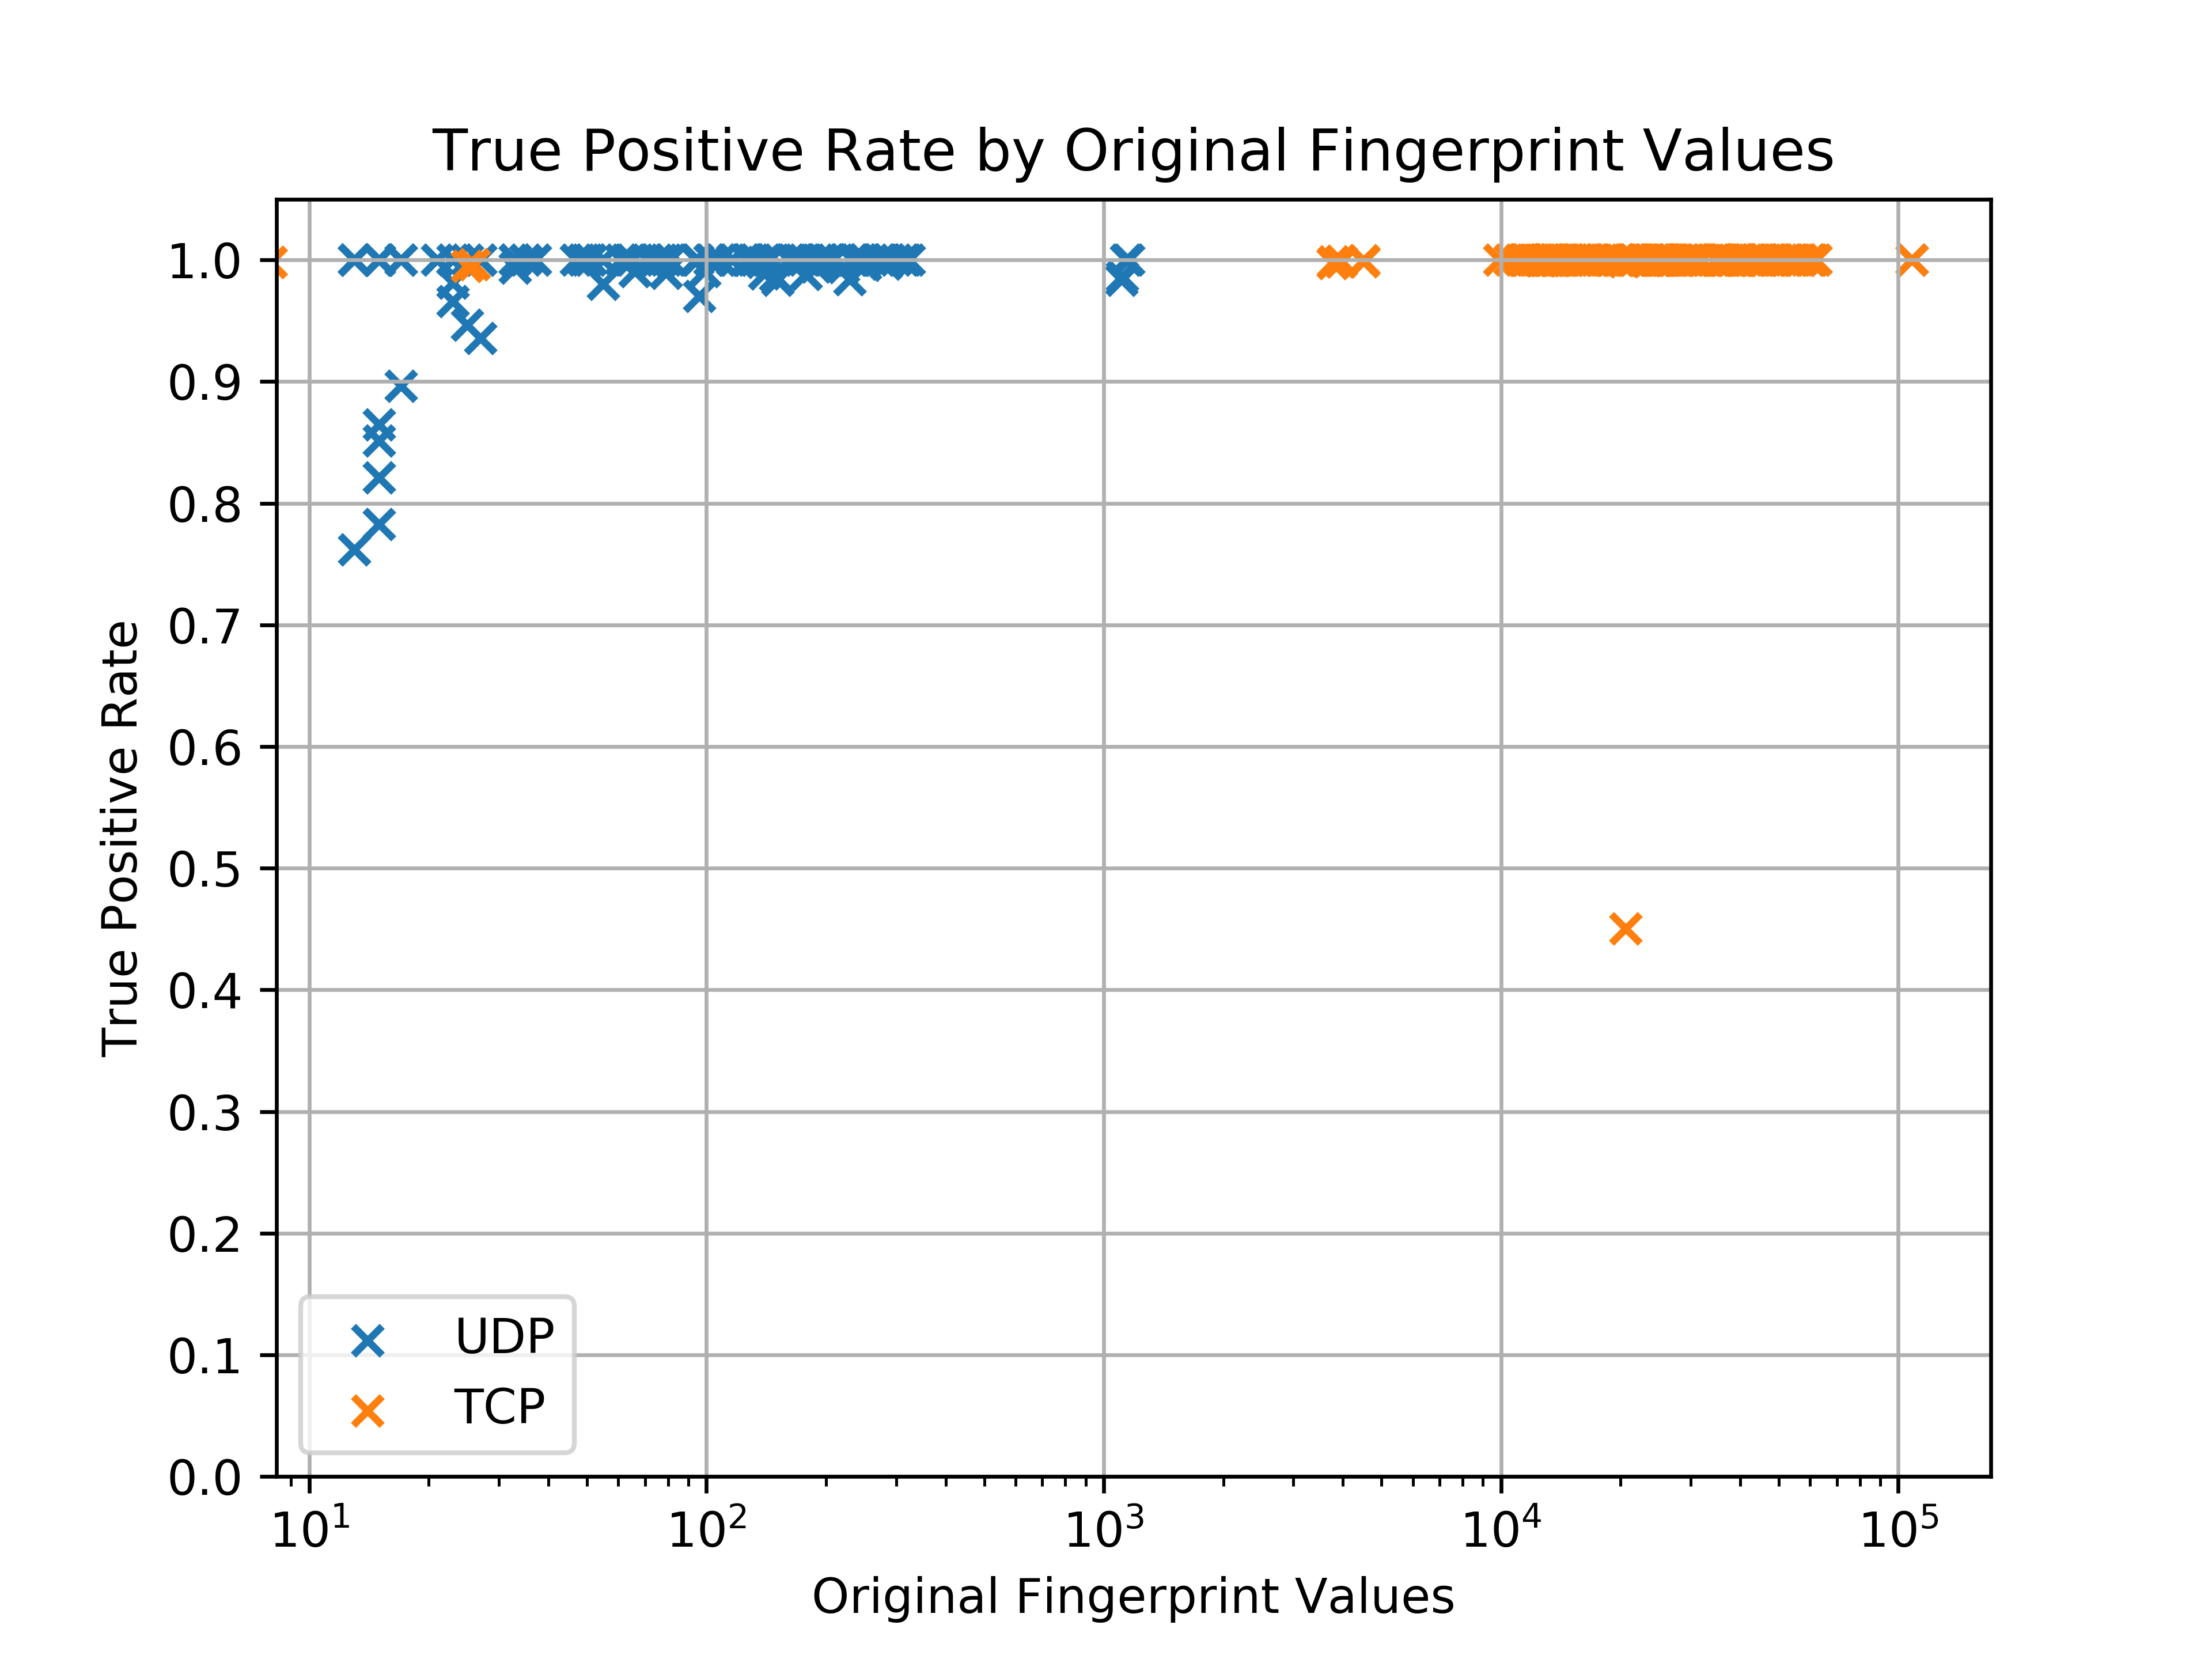 True Positive Rate by Original Fingerprint Values
True Positive Rate
1.0
0.9
0.8
0.7
0.6
0.5
0.4
0.3
0.2
0.1
0.0
UDP
TCP
10¹ 10² 10³ 10⁴ 10⁵
Original Fingerprint Values